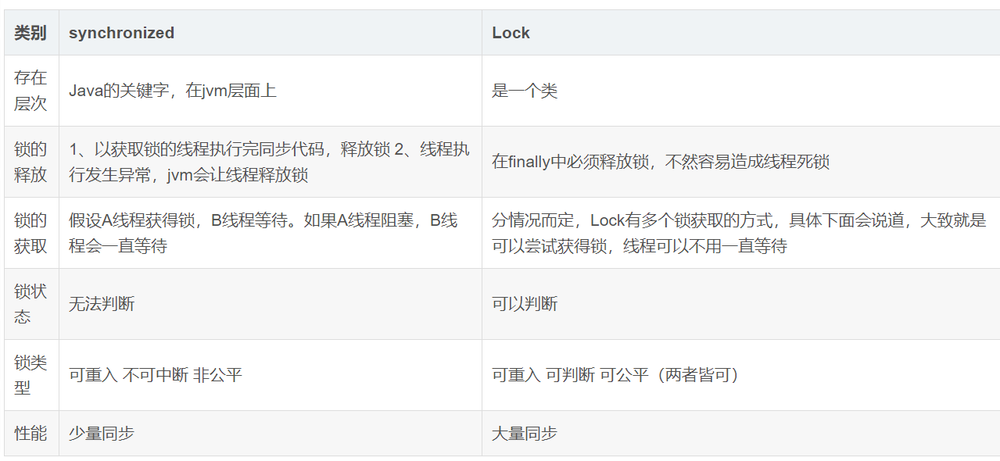 类别 synchronized Lock
存在
层次
Java的关键字，在jvm层面上
是一个类
锁的
释放
1、以获取锁的线程执行完同步代码，释放锁 2、线程执
行发生异常，jvm会让线程释放锁
在finally中必须释放锁，不然容易造成线程死锁
锁的
获取
假设A线程获得锁，B线程等待。如果A线程阻塞，B线
程会一直等待
分情况而定，Lock有多个锁获取的方式，具体下面会说道，大致就是
可以尝试获得锁，线程可以不用一直等待
锁状
态
无法判断
可以判断
锁类
型
可重入 不可中断 非公平
可重入 可判断 可公平（两者皆可）
性能 少量同步 大量同步